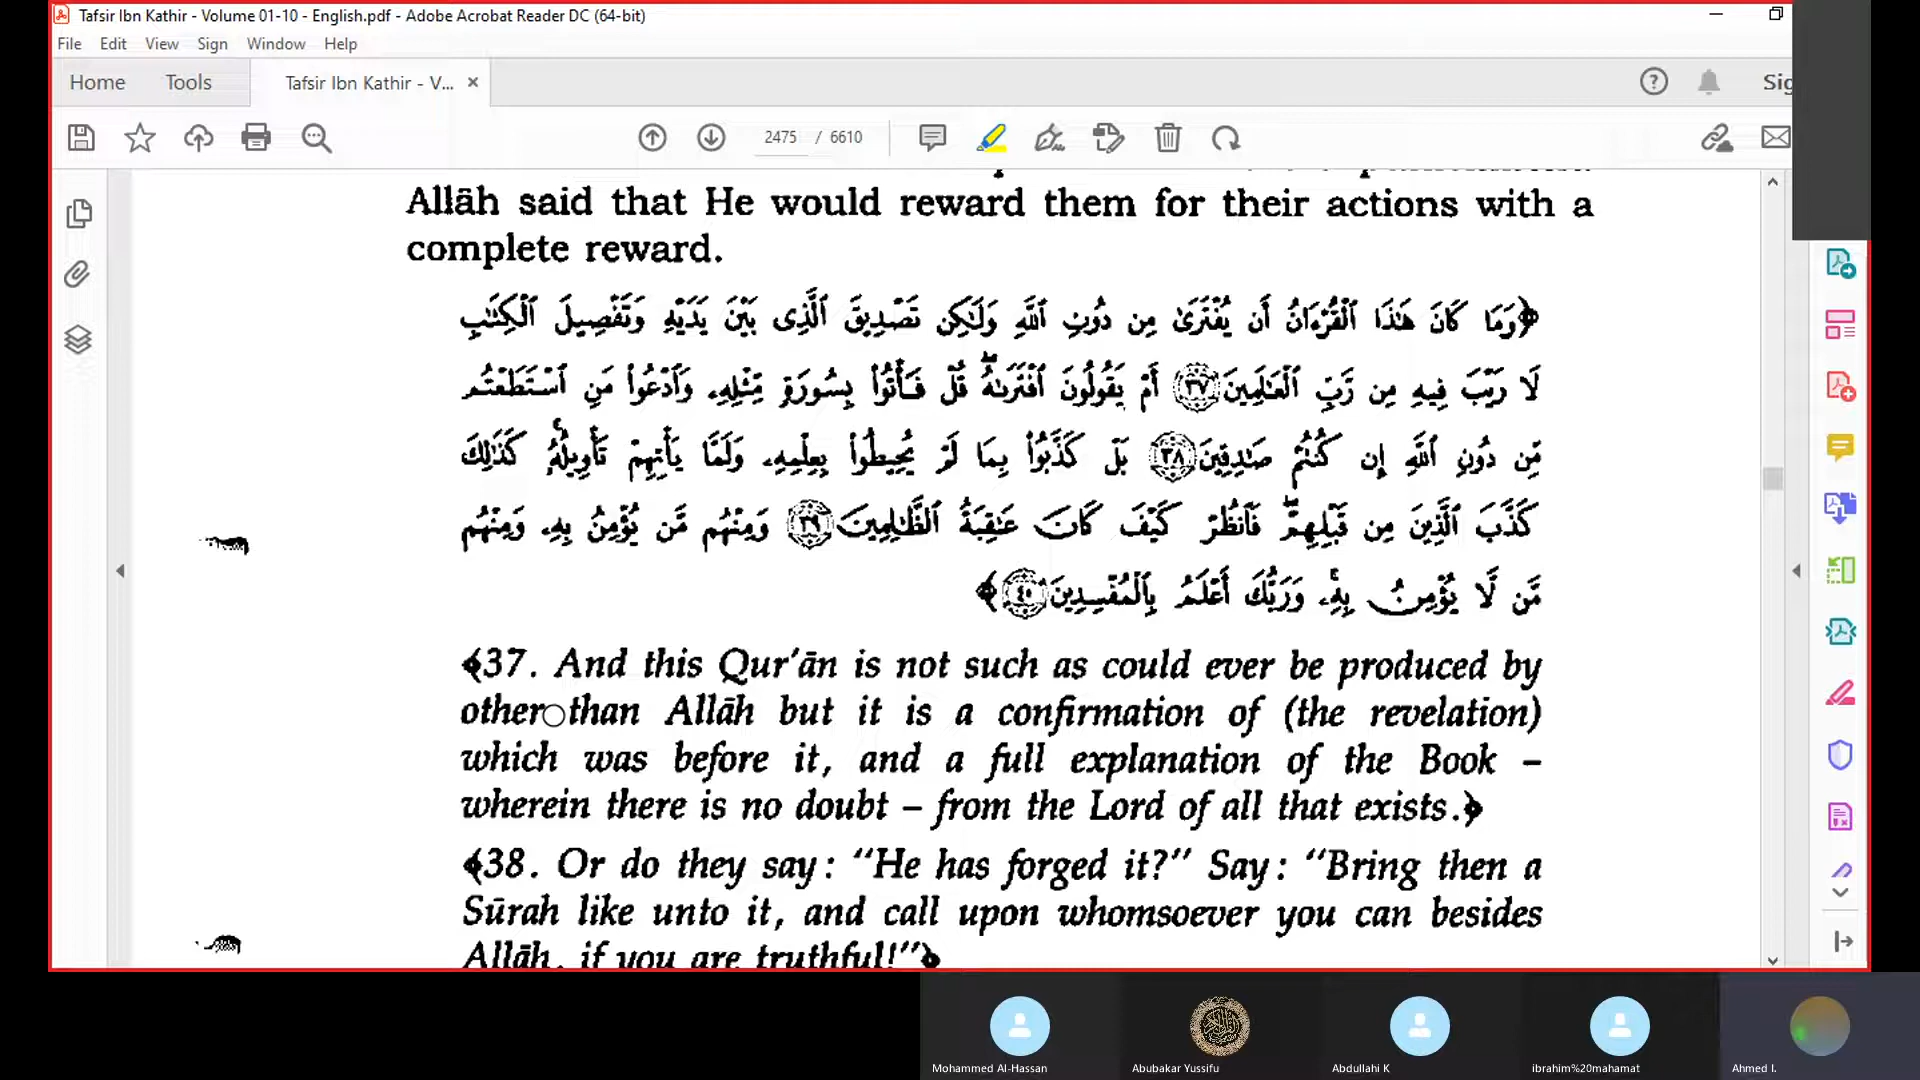 Tafsir Ibn Kathir - Volume 01-10 - English.pdf - Adobe Acrobat Reader DC (64-bit)
File Edit View Sign Window Help
Home Tools Tafsir Ibn Kathir - V... × Sig
2475 / 6610
Allāh said that He would reward them for their actions with a
complete reward.
﴿وَمَا كَانَ هَٰذَا ٱلْقُرْءَانُ أَن يُفْتَرَىٰ مِن دُونِ ٱللَّهِ وَلَٰكِن تَصْدِيقَ ٱلَّذِى بَيْنَ يَدَيْهِ وَتَفْصِيلَ ٱلْكِتَٰبِ
لَا رَيْبَ فِيهِ مِن رَّبِّ ٱلْعَٰلَمِينَ ٣٧ أَمْ يَقُولُونَ ٱفْتَرَىٰهُ ۖ قُلْ فَأْتُوا۟ بِسُورَةٍ مِّثْلِهِۦ وَٱدْعُوا۟ مَنِ ٱسْتَطَعْتُم
مِّن دُونِ ٱللَّهِ إِن كُنتُمْ صَٰدِقِينَ ٣٨ بَلْ كَذَّبُوا۟ بِمَا لَمْ يُحِيطُوا۟ بِعِلْمِهِۦ وَلَمَّا يَأْتِهِمْ تَأْوِيلُهُۥ ۚ كَذَٰلِكَ
كَذَّبَ ٱلَّذِينَ مِن قَبْلِهِمْ ۖ فَٱنظُرْ كَيْفَ كَانَ عَٰقِبَةُ ٱلظَّٰلِمِينَ ٣٩ وَمِنْهُم مَّن يُؤْمِنُ بِهِۦ وَمِنْهُم
مَّن لَّا يُؤْمِنُ بِهِۦ ۚ وَرَبُّكَ أَعْلَمُ بِٱلْمُفْسِدِينَ ٤٠﴾
﴾37. And this Qur'ān is not such as could ever be produced by
other than Allāh but it is a confirmation of (the revelation)
which was before it, and a full explanation of the Book –
wherein there is no doubt – from the Lord of all that exists.﴿
﴾38. Or do they say: "He has forged it?" Say: "Bring then a
Sūrah like unto it, and call upon whomsoever you can besides
Allāh, if you are truthful!"﴿
Mohammed Al-Hassan Abubakar Yussifu Abdullahi K ibrahim%20mahamat Ahmed I.